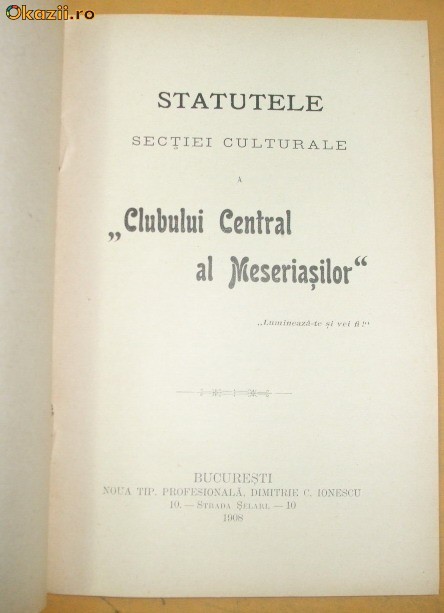 Okazii.ro
STATUTELE
SECȚIEI CULTURALE
A
„Clubului Central
al Meseriașilor“
„Luminează-te și vei fi!“
BUCUREȘTI
NOUA TIP. PROFESIONALĂ, DIMITRIE C. IONESCU
10. — STRADA ȘELARI. — 10
1908